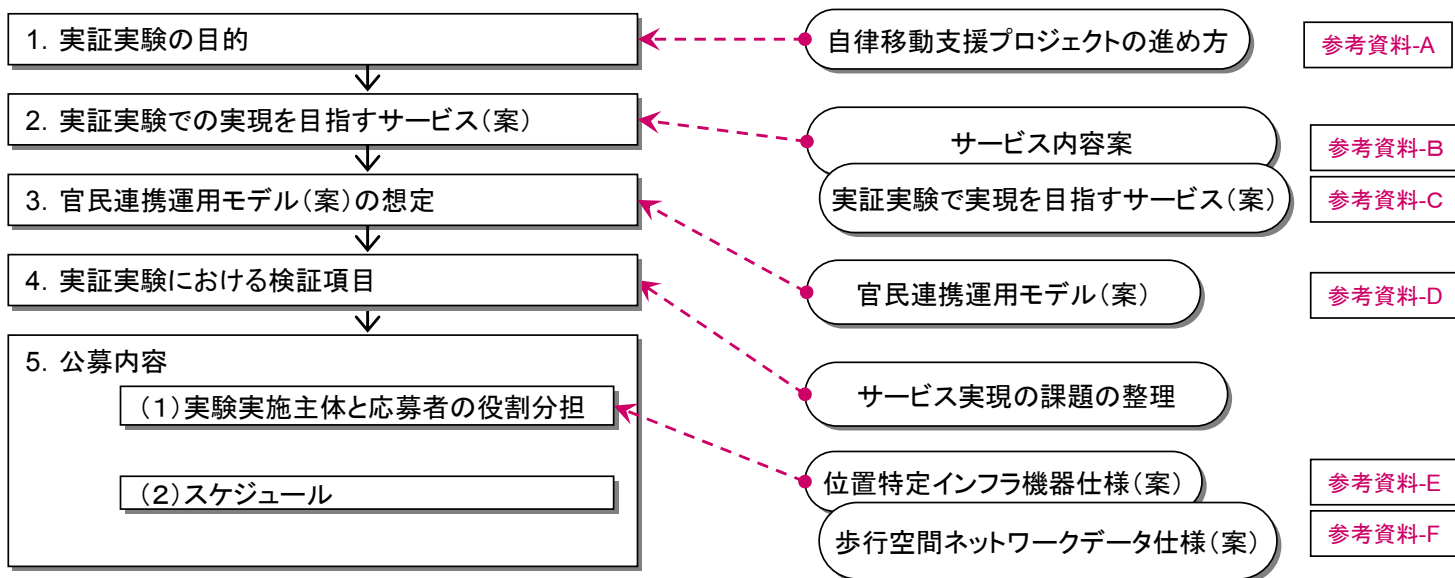 1. 実証実験の目的
自律移動支援プロジェクトの進め方
参考資料-A
2. 実証実験での実現を目指すサービス(案)
サービス内容案
参考資料-B
3. 官民連携運用モデル(案)の想定
実証実験で実現を目指すサービス(案)
参考資料-C
4. 実証実験における検証項目
官民連携運用モデル(案)
参考資料-D
5. 公募内容
(1)実験実施主体と応募者の役割分担
サービス実現の課題の整理
(2)スケジュール
位置特定インフラ機器仕様(案)
参考資料-E
歩行空間ネットワークデータ仕様(案)
参考資料-F